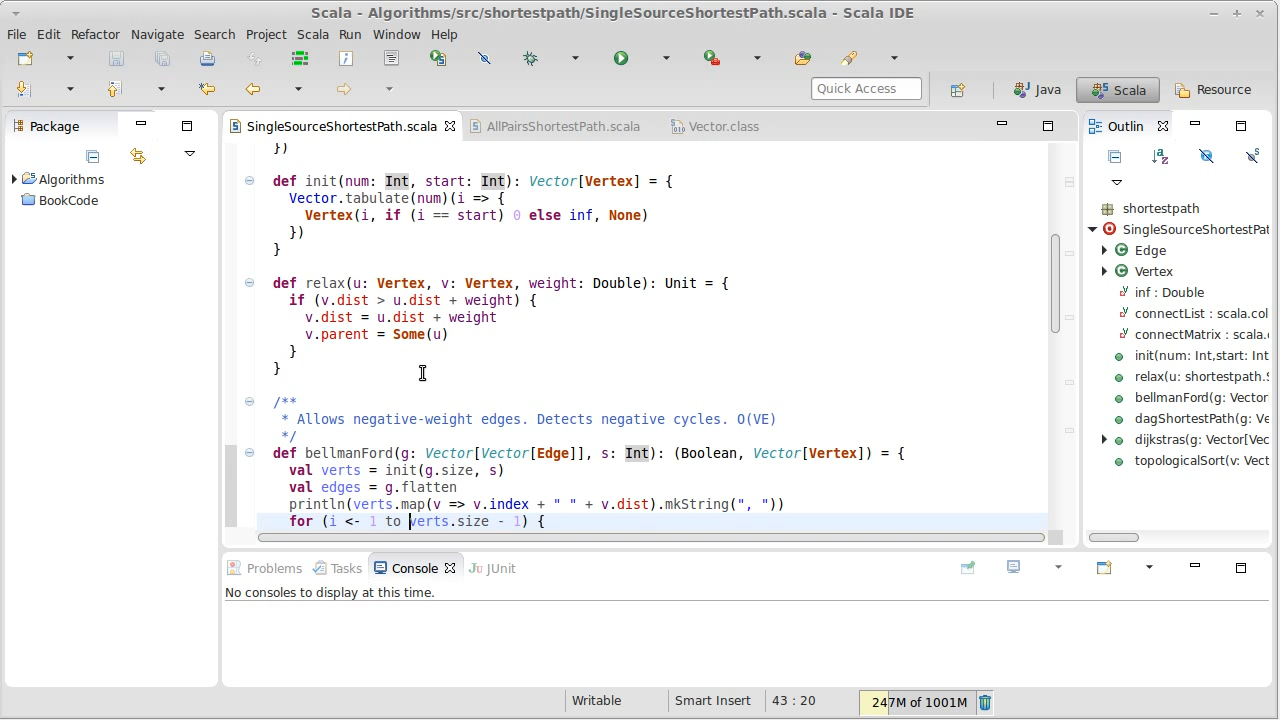 Scala - Algorithms/src/shortestpath/SingleSourceShortestPath.scala - Scala IDE
File Edit Refactor Navigate Search Project Scala Run Window Help
Quick Access
Java
Scala
Resource
Package
SingleSourceShortestPath.scala
AllPairsShortestPath.scala
Vector.class
Outlin
Algorithms
BookCode
})
def init(num: Int, start: Int): Vector[Vertex] = {
Vector.tabulate(num)(i => {
Vertex(i, if (i == start) 0 else inf, None)
})
}
def relax(u: Vertex, v: Vertex, weight: Double): Unit = {
if (v.dist > u.dist + weight) {
v.dist = u.dist + weight
v.parent = Some(u)
}
}
/**
* Allows negative-weight edges. Detects negative cycles. O(VE)
*/
def bellmanFord(g: Vector[Vector[Edge]], s: Int): (Boolean, Vector[Vertex]) = {
val verts = init(g.size, s)
val edges = g.flatten
println(verts.map(v => v.index + " " + v.dist).mkString(", "))
for (i <- 1 to verts.size - 1) {
shortestpath
SingleSourceShortestPat
Edge
Vertex
inf : Double
connectList : scala.col
connectMatrix : scala.
init(num: Int,start: Int
relax(u: shortestpath.S
bellmanFord(g: Vector
dagShortestPath(g: Ve
dijkstras(g: Vector[Vec
topologicalSort(v: Vect
Problems
Tasks
Console
JUnit
No consoles to display at this time.
Writable
Smart Insert
43 : 20
247M of 1001M